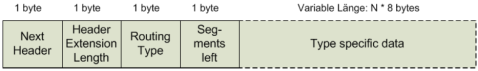 1 byte 1 byte 1 byte 1 byte Variable Länge: N * 8 bytes
Next
Header
Header
Extension
Length
Routing
Type
Seg-
ments
left
Type specific data